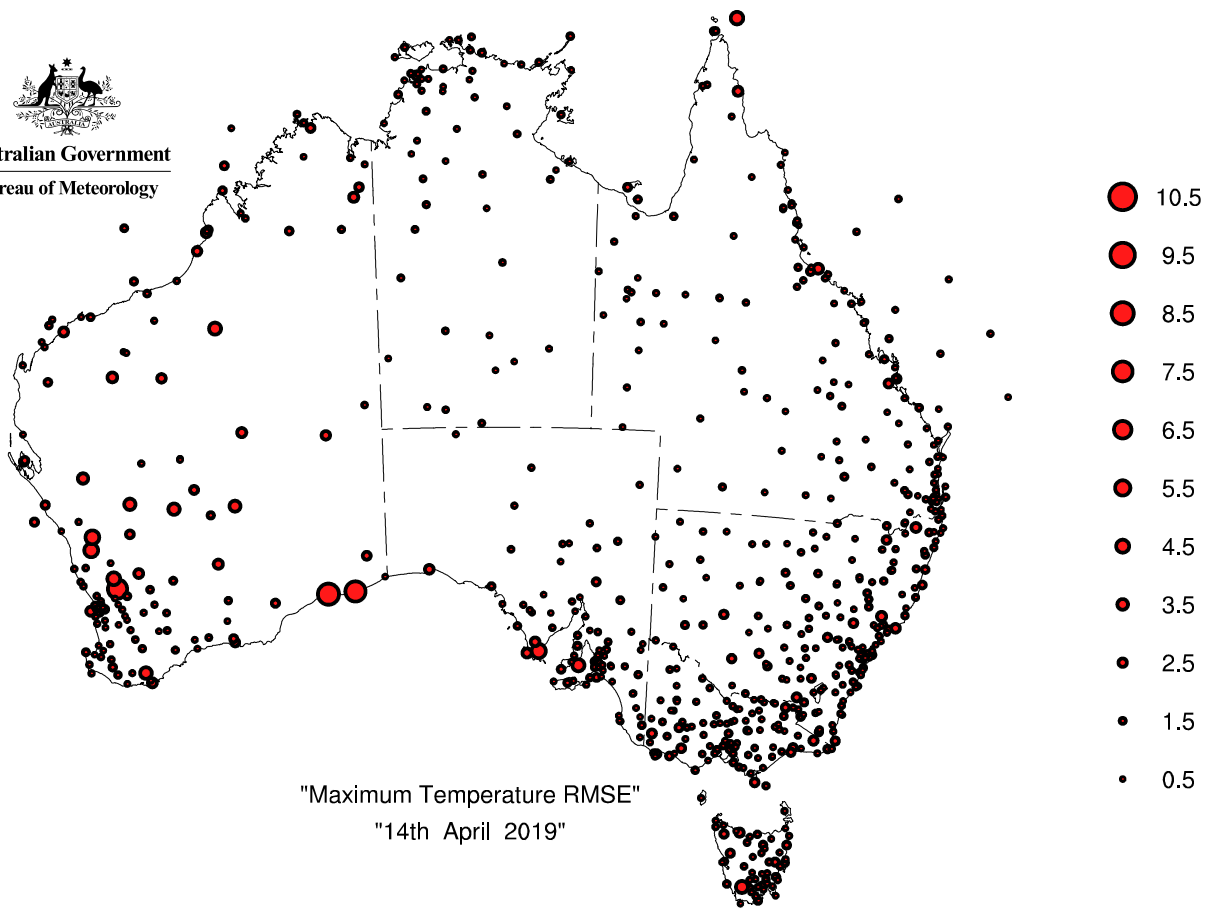 AUSTRALIA
tralian Government
reau of Meteorology
10.5
9.5
8.5
7.5
6.5
5.5
4.5
3.5
2.5
1.5
0.5
"Maximum Temperature RMSE"
"14th April 2019"